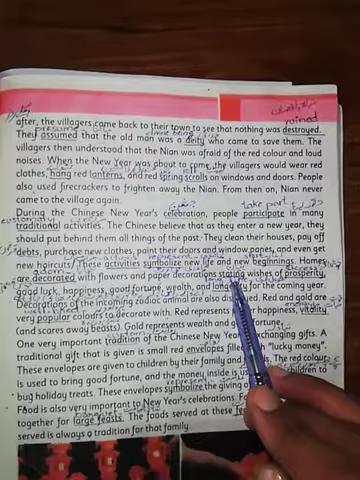 ruined
after, the villagers came back to their town to see that nothing was destroyed.
presume
They assumed that the old man was a deity who came to save them. The
villagers then understood that the Nian was afraid of the red colour and loud
noises. When the New Year was about to come, the villagers would wear red
clothes, hang red lanterns, and red spring scrolls on windows and doors. People
also used firecrackers to frighten away the Nian. From then on, Nian never
came to the village again.
take part
During the Chinese New Year's celebration, people participate in many
customary
traditional activities. The Chinese believe that as they enter a new year, they
should put behind them all things of the past. They clean their houses, pay off
debts, purchase new clothes, paint their doors and window panes, and even get
represent
new haircuts. These activities symbolize new life and new beginnings. Homes
adorn
are decorated with flowers and paper decorations stating wishes of prosperity,
good luck, happiness, good fortune, wealth, and longevity for the coming year.
Decorations of the incoming zodiac animal are also displayed. Red and gold are
very popular colours to decorate with. Red represents happiness, vitality
(and scares away beasts). Gold represents wealth and fortune.
One very important tradition of the Chinese New Year is exchanging gifts. A
traditional gift that is given is small red envelopes filled "lucky money".
These envelopes are given to children by their family and The red colour
is used to bring good fortune, and the money inside is children to
represent
buy holiday treats. These envelopes symbolize the giving
Food is also very important to New Year's celebrations.
banquet
together for large feasts. The foods served at these
served is always a tradition for that family.